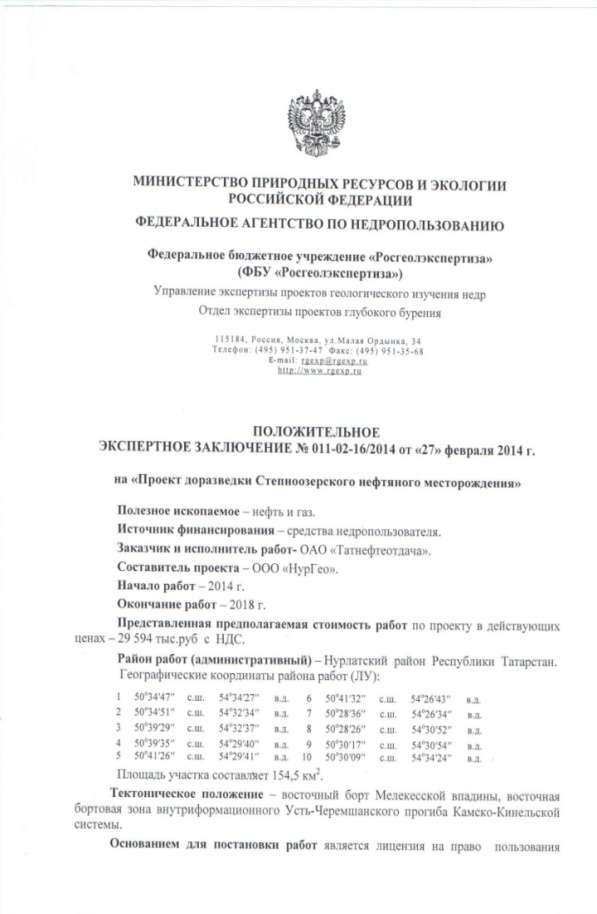 МИНИСТЕРСТВО ПРИРОДНЫХ РЕСУРСОВ И ЭКОЛОГИИ
РОССИЙСКОЙ ФЕДЕРАЦИИ
ФЕДЕРАЛЬНОЕ АГЕНТСТВО ПО НЕДРОПОЛЬЗОВАНИЮ
Федеральное бюджетное учреждение «Росгеолэкспертиза»
(ФБУ «Росгеолэкспертиза»)
Управление экспертизы проектов геологического изучения недр
Отдел экспертизы проектов глубокого бурения
115184, Россия, Москва, ул.Малая Ордынка, 34
Телефон: (495) 951-37-47 Факс: (495) 951-35-68
E-mail: rgexp@rgexp.ru
http://www.rgexp.ru
ПОЛОЖИТЕЛЬНОЕ
ЭКСПЕРТНОЕ ЗАКЛЮЧЕНИЕ № 011-02-16/2014 от «27» февраля 2014 г.
на «Проект доразведки Степноозерского нефтяного месторождения»
Полезное ископаемое – нефть и газ.
Источник финансирования – средства недропользователя.
Заказчик и исполнитель работ- ОАО «Татнефтеотдача».
Составитель проекта – ООО «НурГео».
Начало работ – 2014 г.
Окончание работ – 2018 г.
Представленная предполагаемая стоимость работ по проекту в действующих
ценах – 29 594 тыс.руб с НДС.
Район работ (административный) – Нурлатский район Республики Татарстан.
Географические координаты района работ (ЛУ):
1 50°34'47" с.ш. 54°34'27" в.д. 6 50°41'32" с.ш. 54°26'43" в.д.
2 50°34'51" с.ш. 54°32'34" в.д. 7 50°28'36" с.ш. 54°26'34" в.д.
3 50°39'29" с.ш. 54°32'37" в.д. 8 50°28'26" с.ш. 54°30'52" в.д.
4 50°39'35" с.ш. 54°29'40" в.д. 9 50°30'17" с.ш. 54°30'54" в.д.
5 50°41'26" с.ш. 54°29'41" в.д. 10 50°30'09" с.ш. 54°34'24" в.д.
Площадь участка составляет 154,5 км².
Тектоническое положение – восточный борт Мелекесской впадины, восточная
бортовая зона внутриформационного Усть-Черемшанского прогиба Камско-Кинельской
системы.
Основанием для постановки работ является лицензия на право пользования